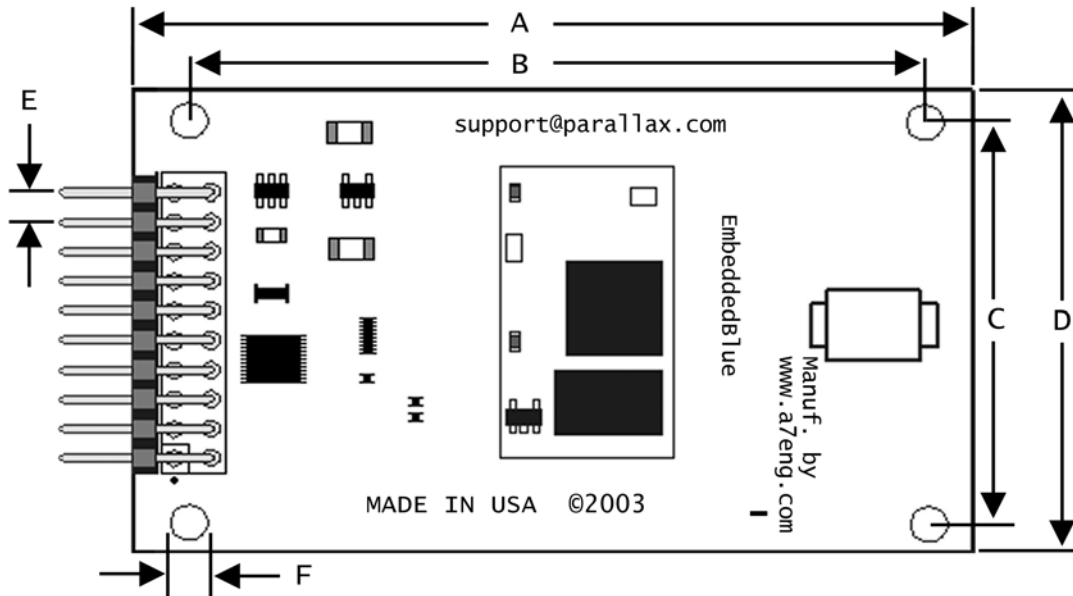 A
B
E
support@parallax.com
EmbeddedBlue
C
D
Manuf. by
www.a7eng.com
MADE IN USA ©2003
F